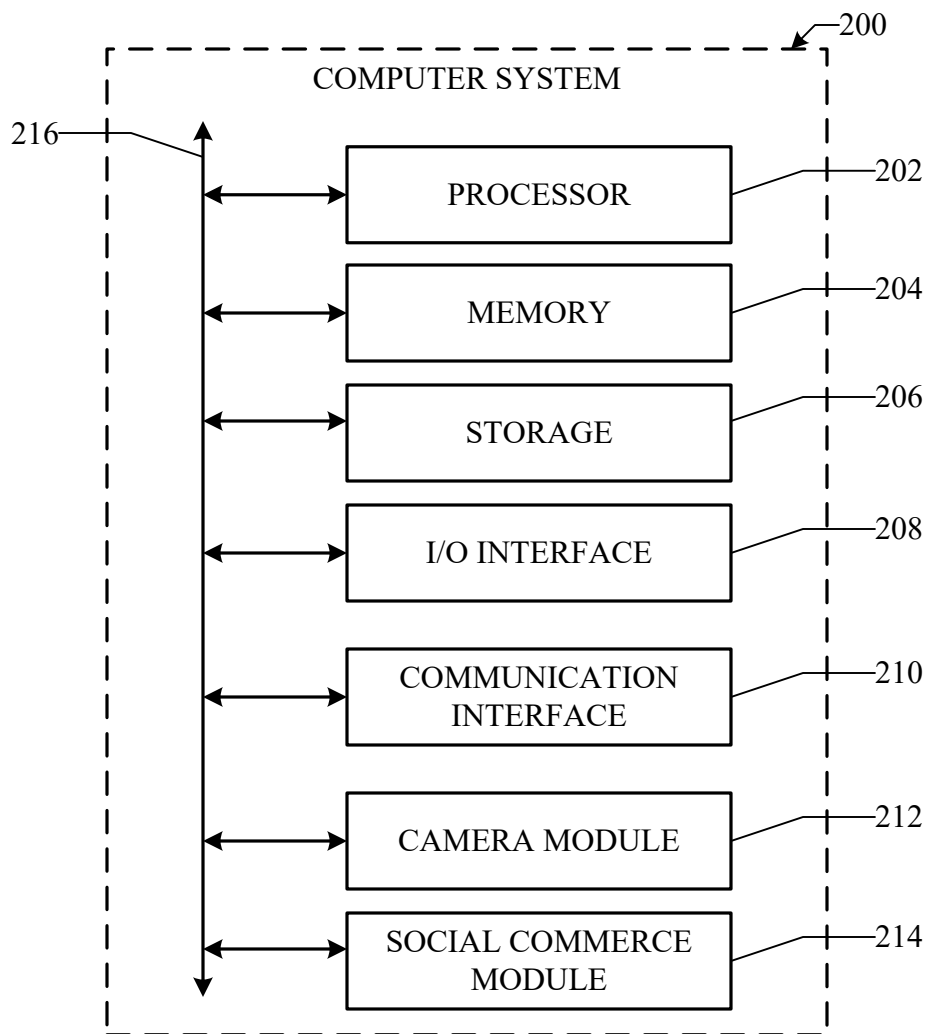 200
COMPUTER SYSTEM
216
PROCESSOR
202
MEMORY
204
STORAGE
206
I/O INTERFACE
208
COMMUNICATION
INTERFACE
210
CAMERA MODULE
212
SOCIAL COMMERCE
MODULE
214